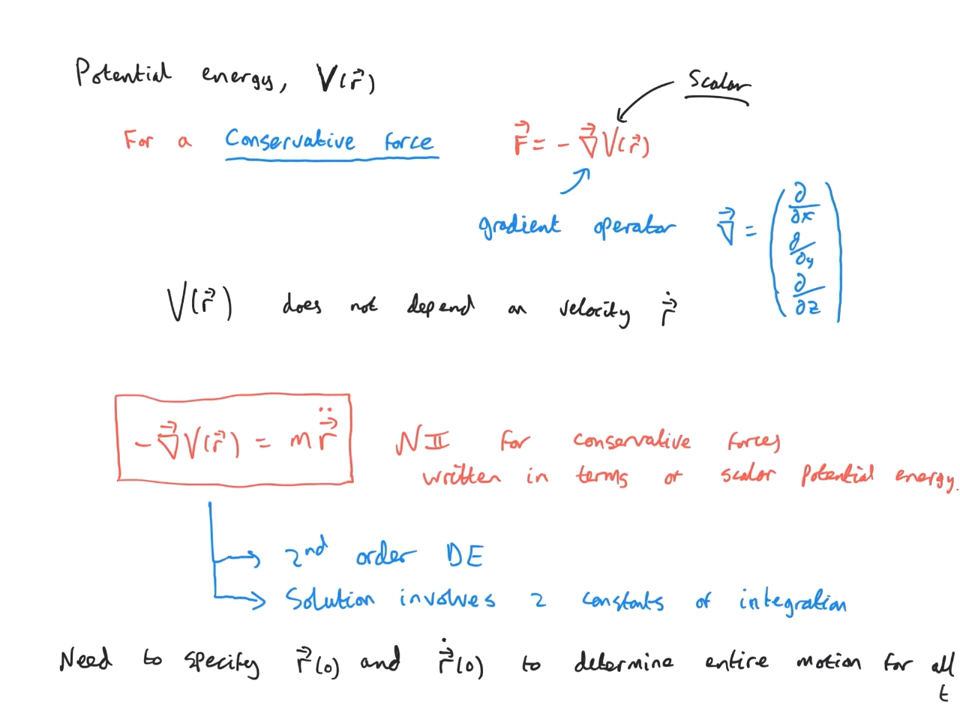 Potential energy, V(r⃗)
Scalar
For a Conservative force F⃗ = - ∇⃗V(r⃗)
gradient operator ∇⃗ = (∂/∂x ∂/∂y ∂/∂z)
V(r⃗) does not depend on velocity ṙ⃗
-∇⃗V(r⃗) = m r̈⃗ NII for conservative forces
written in terms of scalar potential energy.
2nd order DE
Solution involves 2 constants of integration
Need to specify r⃗(0) and ṙ⃗(0) to determine entire motion for all
t